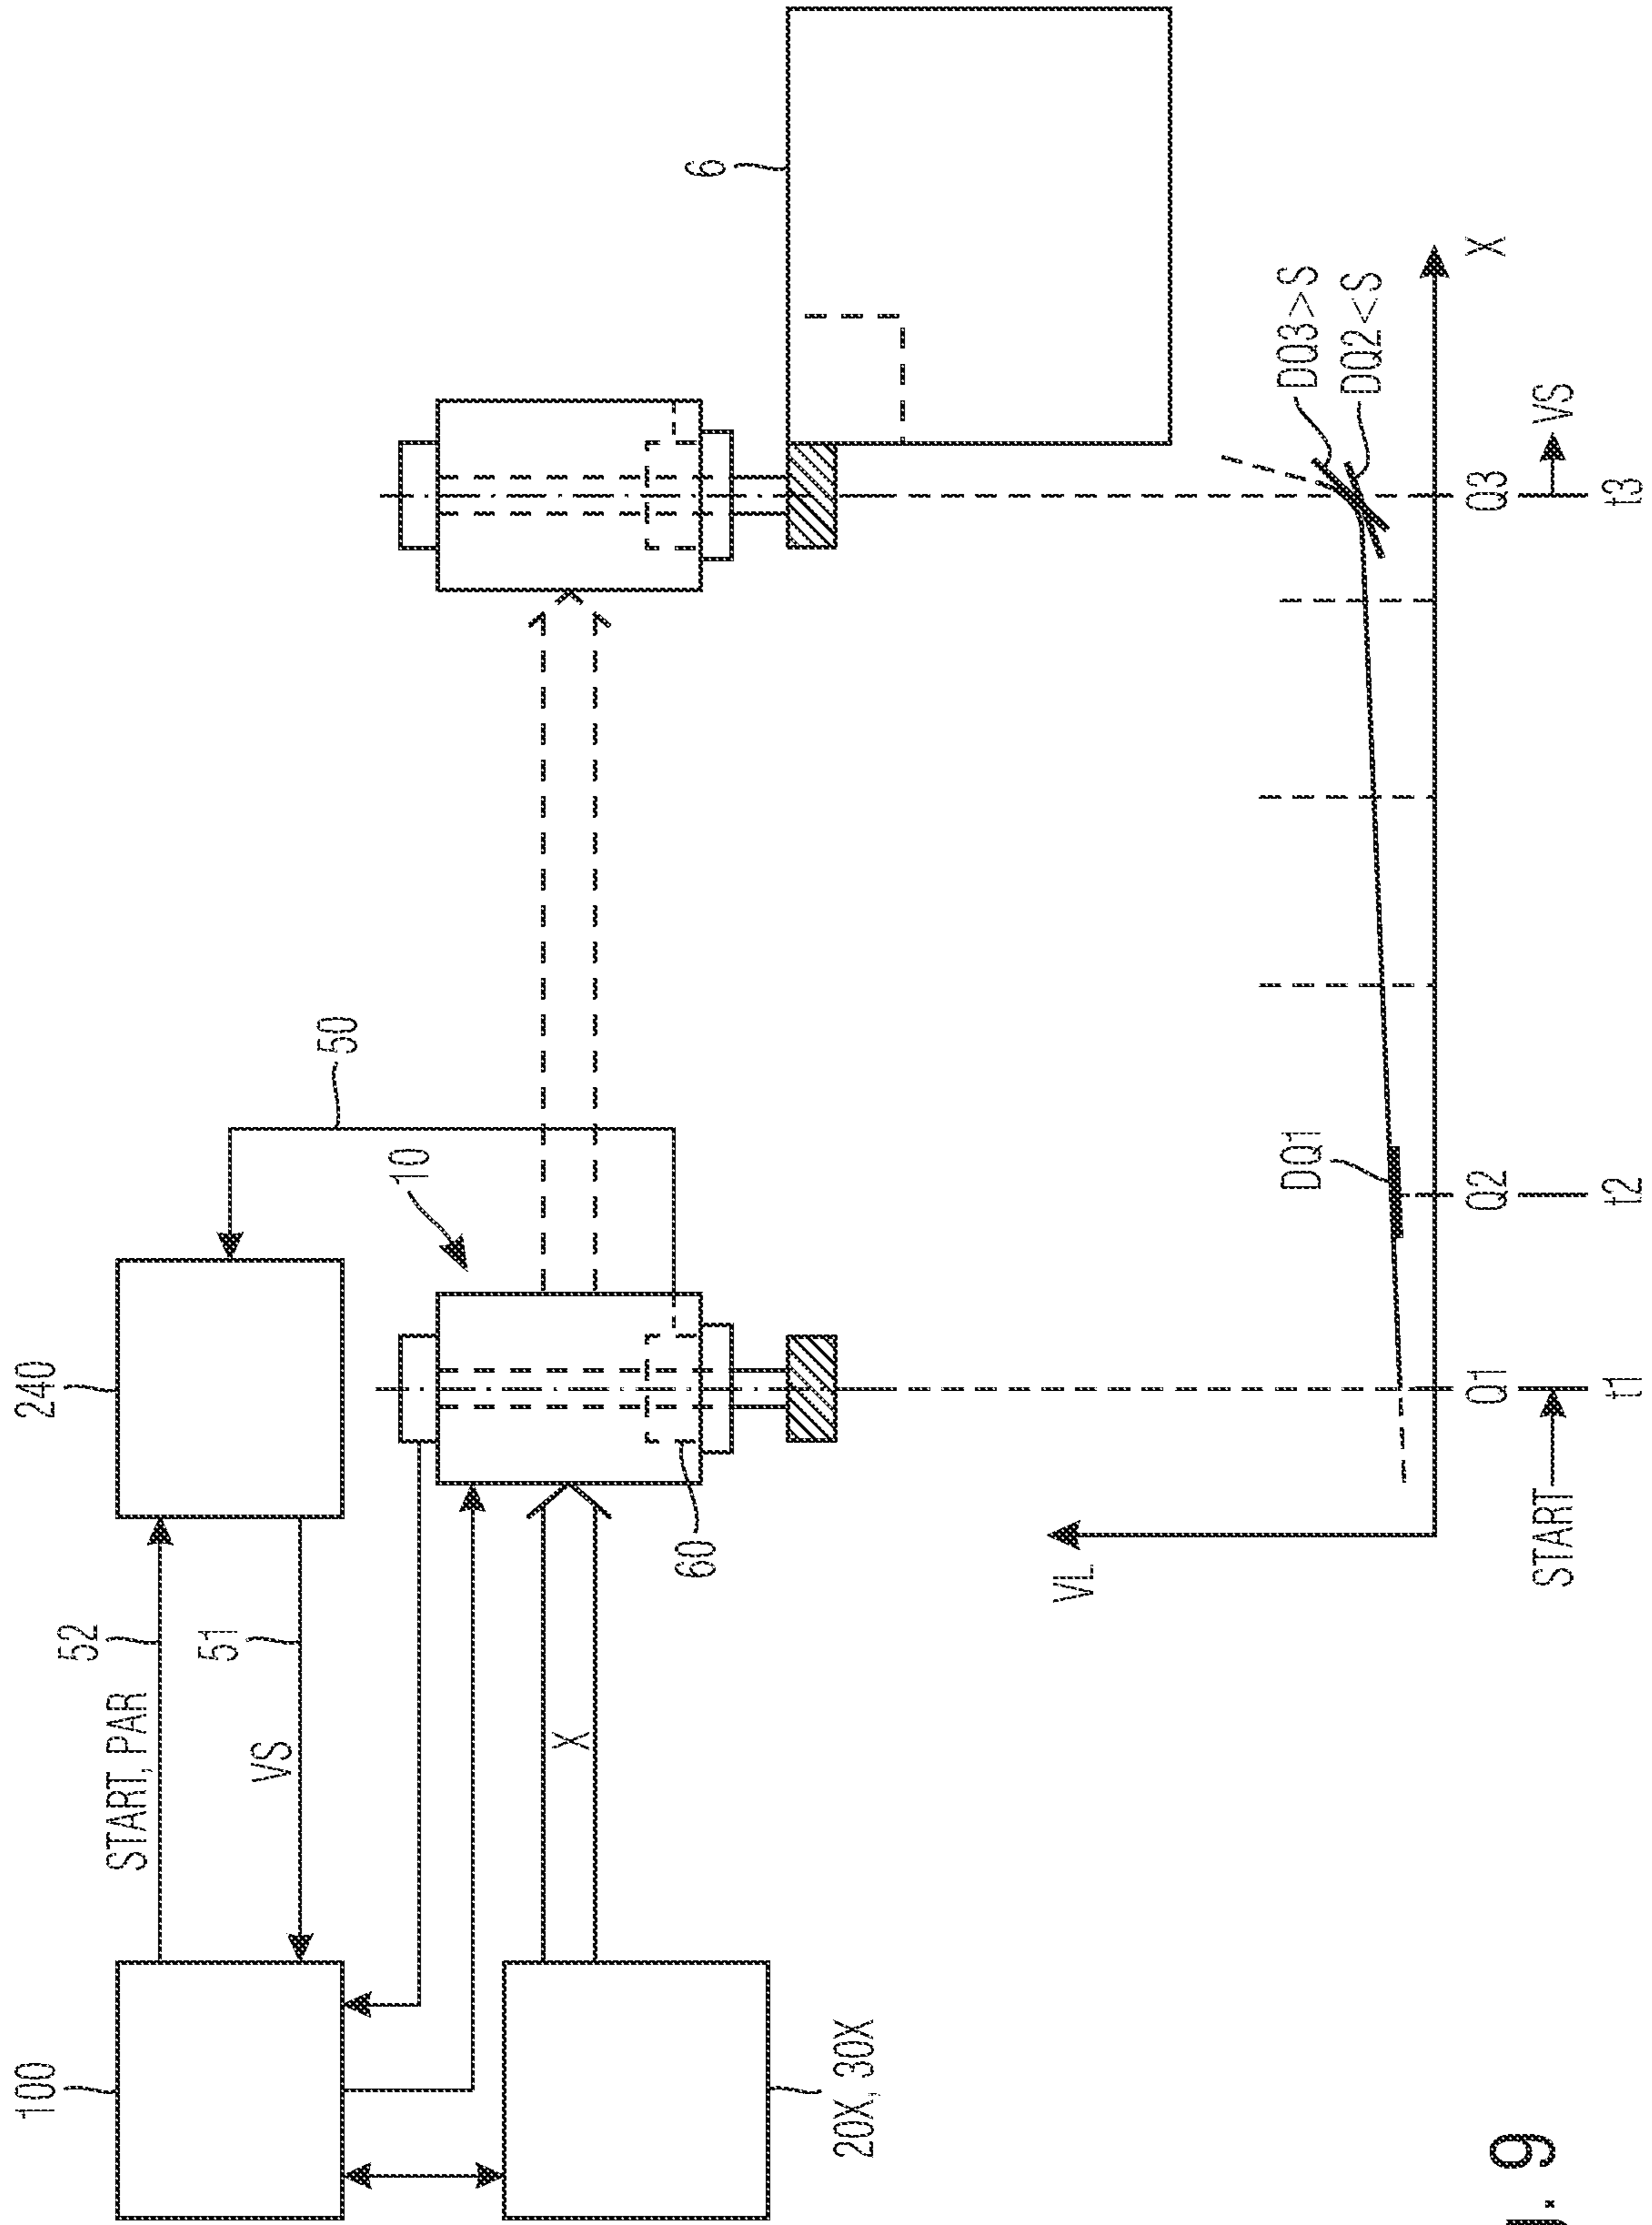 100
52
START, PAR
51
VS
240
50
10
X
60
20X, 30X
6
VL
DQ1
DQ3>S
DQ2<S
X
Q1
Q2
Q3
START
VS
t1
t2
t3
9